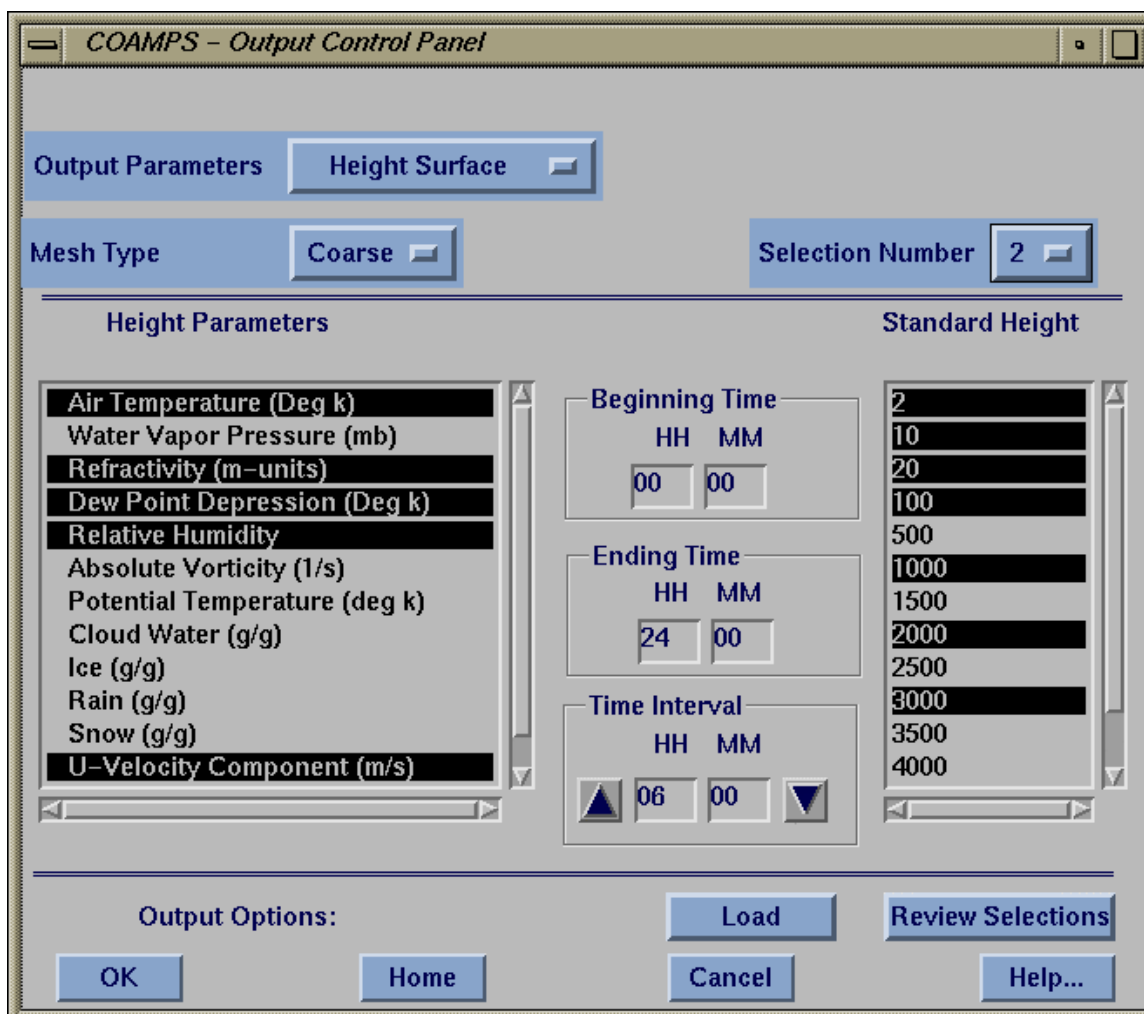 COAMPS – Output Control Panel
Output Parameters Height Surface
Mesh Type Coarse Selection Number 2
Height Parameters
Standard Height
Air Temperature (Deg k)
Water Vapor Pressure (mb)
Refractivity (m–units)
Dew Point Depression (Deg k)
Relative Humidity
Absolute Vorticity (1/s)
Potential Temperature (deg k)
Cloud Water (g/g)
Ice (g/g)
Rain (g/g)
Snow (g/g)
U–Velocity Component (m/s)
Beginning Time
HH MM
00 00
Ending Time
HH MM
24 00
Time Interval
HH MM
06 00
2
10
20
100
500
1000
1500
2000
2500
3000
3500
4000
Output Options:
Load Review Selections
OK Home Cancel Help...